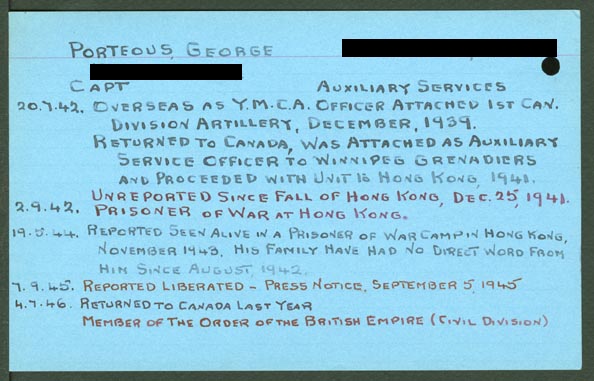 PORTEOUS, GEORGE
CAPT AUXILIARY SERVICES
20.7.42. OVERSEAS AS Y.M.C.A. OFFICER ATTACHED 1ST CAN.
DIVISION ARTILLERY, DECEMBER, 1939.
RETURNED TO CANADA, WAS ATTACHED AS AUXILIARY
SERVICE OFFICER TO WINNIPEG GRENADIERS
AND PROCEEDED WITH UNIT TO HONG KONG, 1941.
UNREPORTED SINCE FALL OF HONG KONG, DEC. 25, 1941.
2.9.42. PRISONER OF WAR AT HONG KONG.
19.5.44. REPORTED SEEN ALIVE IN A PRISONER OF WAR CAMP IN HONG KONG,
NOVEMBER 1943. HIS FAMILY HAVE HAD NO DIRECT WORD FROM
HIM SINCE AUGUST, 1942.
7.9.45. REPORTED LIBERATED – PRESS NOTICE, SEPTEMBER 5, 1945
4.7.46. RETURNED TO CANADA LAST YEAR
MEMBER OF THE ORDER OF THE BRITISH EMPIRE (CIVIL DIVISION)